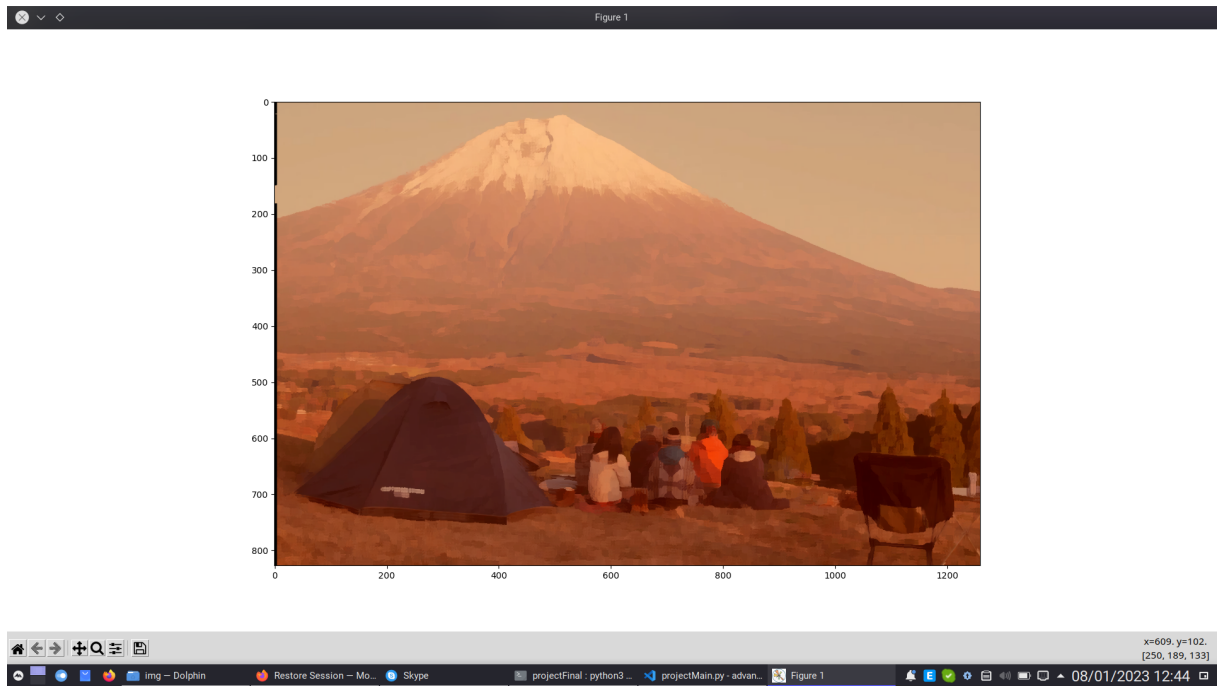 Figure 1
0
100
200
300
400
500
600
700
800
0 200 400 600 800 1000 1200
x=609. y=102.
[250, 189, 133]
img — Dolphin Restore Session — Mo... Skype projectFinal : python3 ... projectMain.py - advan... Figure 1 E 08/01/2023 12:44